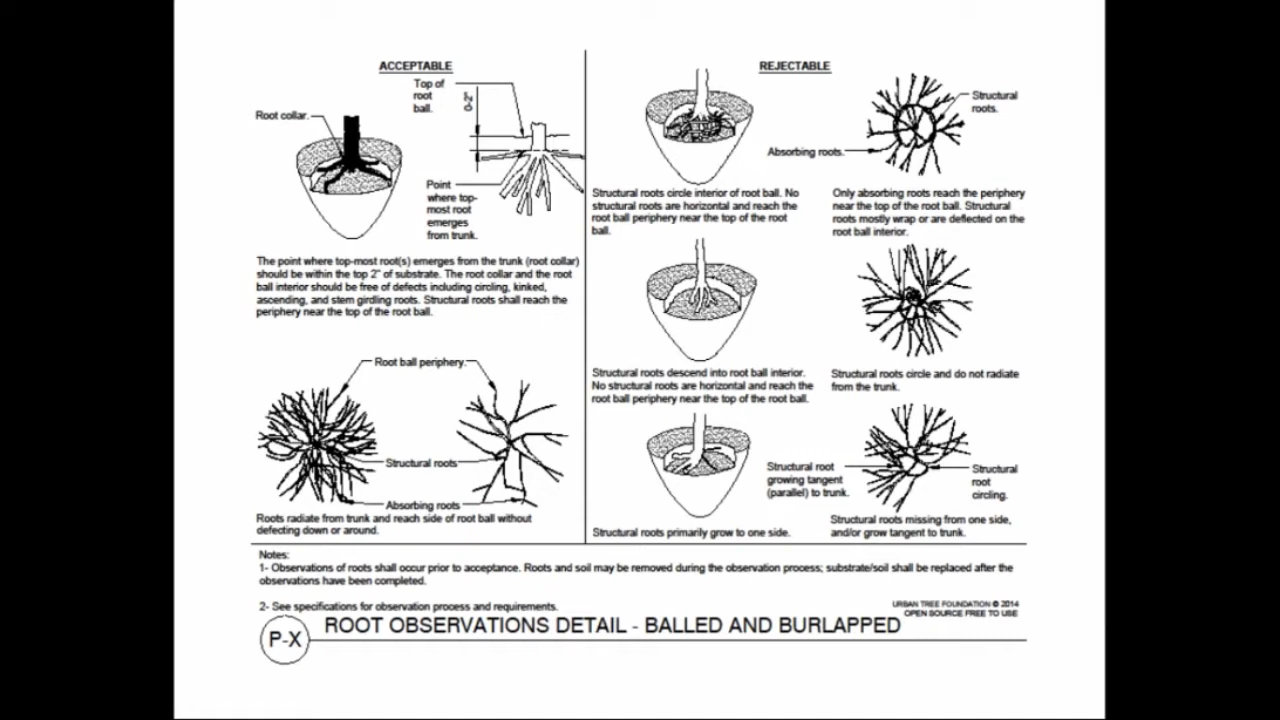 ACCEPTABLE
Top of
root
ball.
0-2"
Root collar.
Point
where top-
most root
emerges
from trunk.
The point where top-most root(s) emerges from the trunk (root collar)
should be within the top 2" of substrate. The root collar and the root
ball interior should be free of defects including circling, kinked,
ascending, and stem girdling roots. Structural roots shall reach the
periphery near the top of the root ball.
Root ball periphery.
Structural roots
Absorbing roots
Roots radiate from trunk and reach side of root ball without
defecting down or around.
REJECTABLE
Structural roots circle interior of root ball. No
structural roots are horizontal and reach the
root ball periphery near the top of the root
ball.
Structural
roots.
Absorbing roots.
Only absorbing roots reach the periphery
near the top of the root ball. Structural
roots mostly wrap or are deflected on the
root ball interior.
Structural roots descend into root ball interior.
No structural roots are horizontal and reach the
root ball periphery near the top of the root ball.
Structural roots circle and do not radiate
from the trunk.
Structural roots primarily grow to one side.
Structural root
growing tangent
(parallel) to trunk.
Structural
root
circling.
Structural roots missing from one side,
and/or grow tangent to trunk.
Notes:
1- Observations of roots shall occur prior to acceptance. Roots and soil may be removed during the observation process; substrate/soil shall be replaced after the
observations have been completed.
2- See specifications for observation process and requirements.
URBAN TREE FOUNDATION © 2014
OPEN SOURCE FREE TO USE
P-X
ROOT OBSERVATIONS DETAIL - BALLED AND BURLAPPED